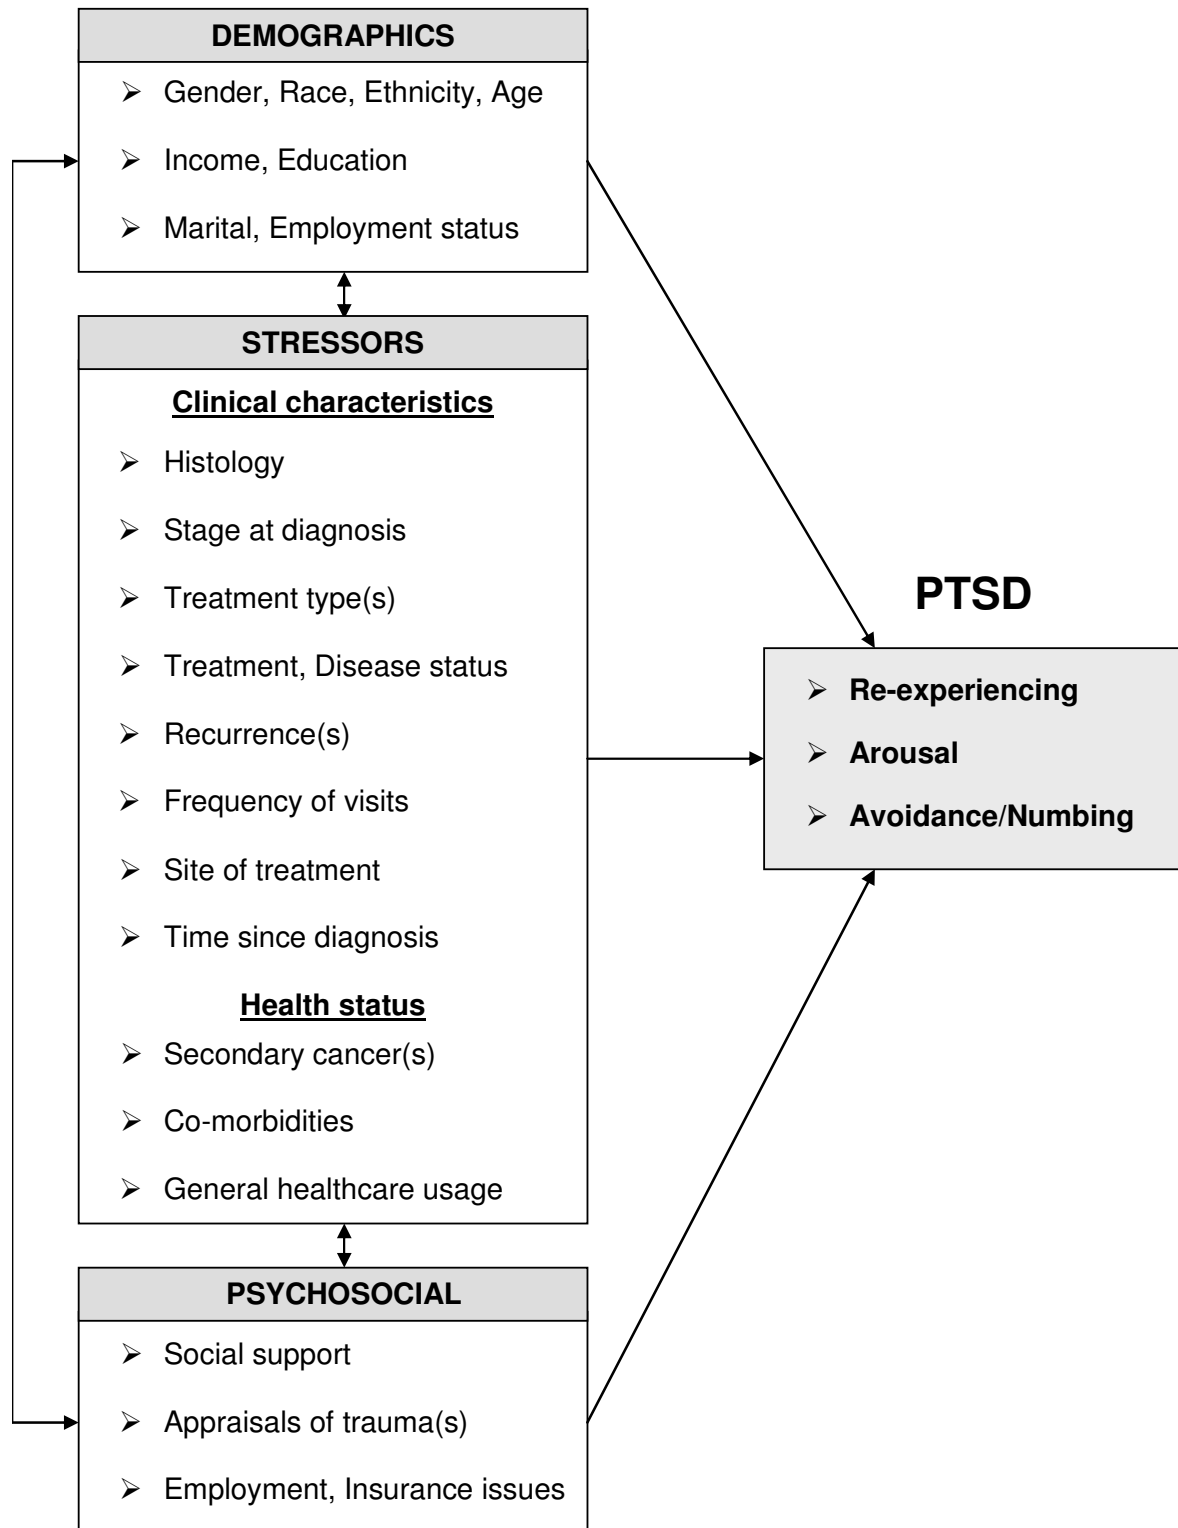 DEMOGRAPHICS
➢ Gender, Race, Ethnicity, Age
➢ Income, Education
➢ Marital, Employment status
STRESSORS
Clinical characteristics
➢ Histology
➢ Stage at diagnosis
➢ Treatment type(s)
➢ Treatment, Disease status
➢ Recurrence(s)
➢ Frequency of visits
➢ Site of treatment
➢ Time since diagnosis
Health status
➢ Secondary cancer(s)
➢ Co-morbidities
➢ General healthcare usage
PSYCHOSOCIAL
➢ Social support
➢ Appraisals of trauma(s)
➢ Employment, Insurance issues
PTSD
➢ Re-experiencing
➢ Arousal
➢ Avoidance/Numbing